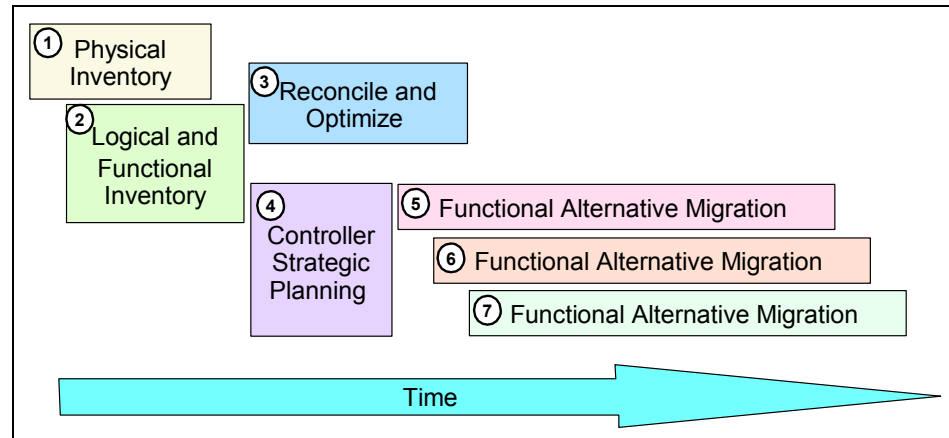 1
Physical
Inventory
2
Logical and
Functional
Inventory
3
Reconcile and
Optimize
4
Controller
Strategic
Planning
5
Functional Alternative Migration
6
Functional Alternative Migration
7
Functional Alternative Migration
Time